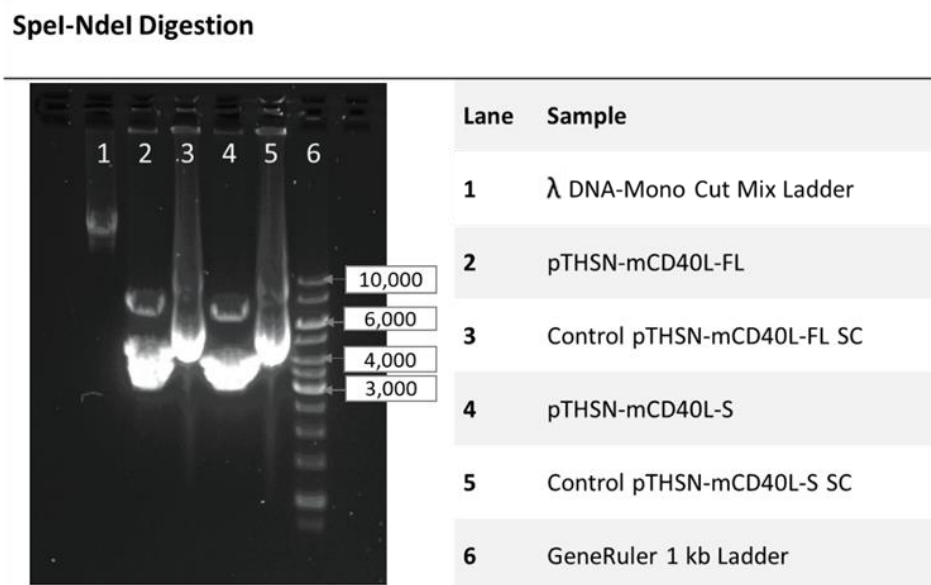 SpeI-NdeI Digestion
1 2 3 4 5 6
10,000
6,000
4,000
3,000
Lane Sample
1 λ DNA-Mono Cut Mix Ladder
2 pTHSN-mCD40L-FL
3 Control pTHSN-mCD40L-FL SC
4 pTHSN-mCD40L-S
5 Control pTHSN-mCD40L-S SC
6 GeneRuler 1 kb Ladder